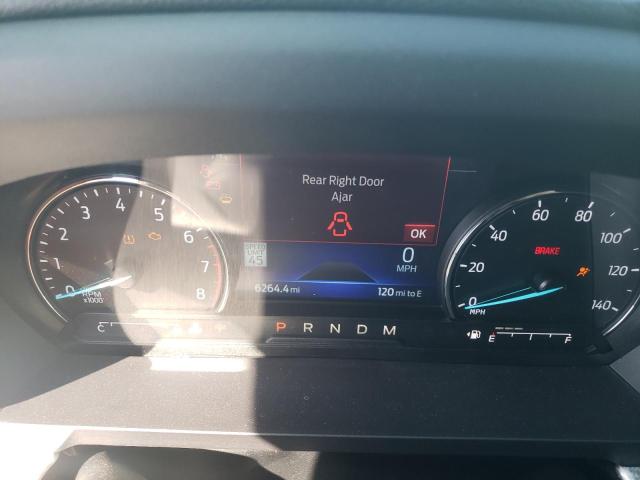 Rear Right Door
Ajar
OK
SPEED
LIMIT
45
0
MPH
6264.4 mi
120 mi to E
0 1 2 3 4 5 6 7 8
RPM
x1000
0 20 40 60 80 100 120 140
BRAKE
MPH
P R N D M
C
E F